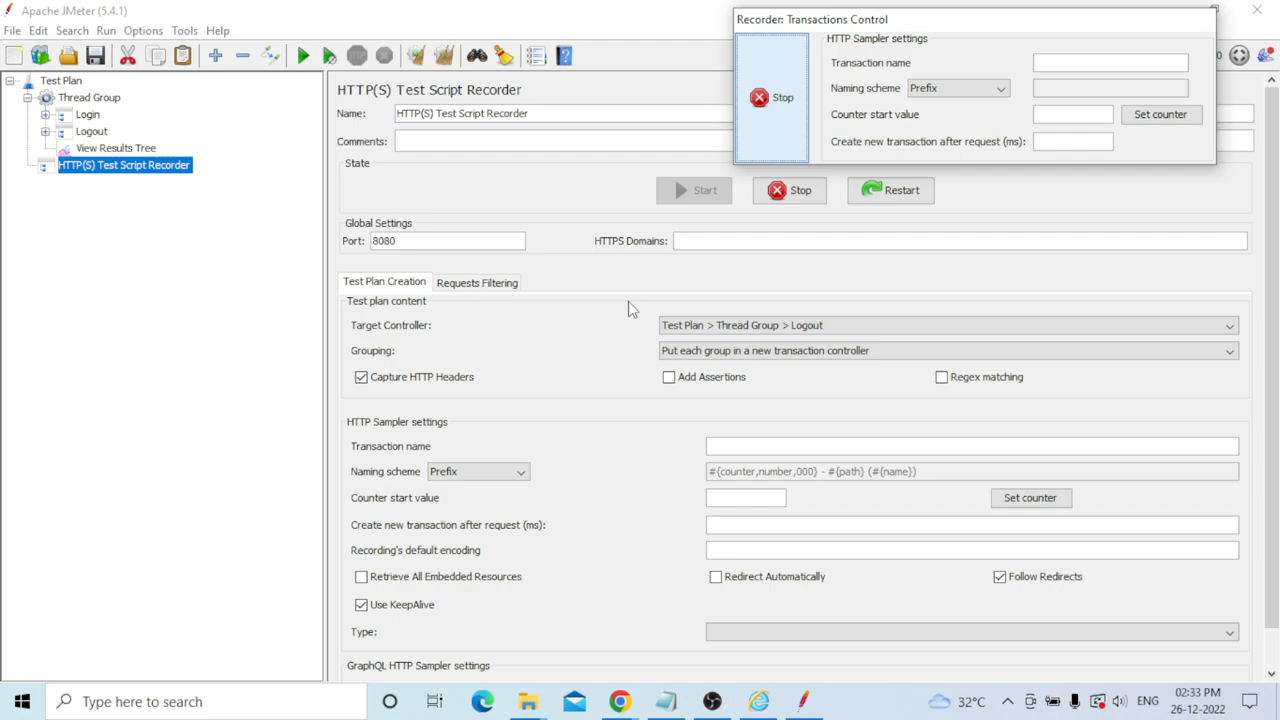 Apache JMeter (5.4.1)
File Edit Search Run Options Tools Help
Test Plan
Thread Group
Login
Logout
View Results Tree
HTTP(S) Test Script Recorder
Recorder: Transactions Control
Stop
HTTP Sampler settings
Transaction name
Naming scheme Prefix
Counter start value Set counter
Create new transaction after request (ms):
HTTP(S) Test Script Recorder
Name: HTTP(S) Test Script Recorder
Comments:
State
Start Stop Restart
Global Settings
Port: 8080 HTTPS Domains:
Test Plan Creation Requests Filtering
Test plan content
Target Controller: Test Plan > Thread Group > Logout
Grouping: Put each group in a new transaction controller
Capture HTTP Headers Add Assertions Regex matching
HTTP Sampler settings
Transaction name
Naming scheme Prefix #{counter,number,000} - #{path} (#{name})
Counter start value Set counter
Create new transaction after request (ms):
Recording's default encoding
Retrieve All Embedded Resources Redirect Automatically Follow Redirects
Use KeepAlive
Type:
GraphQL HTTP Sampler settings
Type here to search
32°C ENG
02:33 PM
26-12-2022